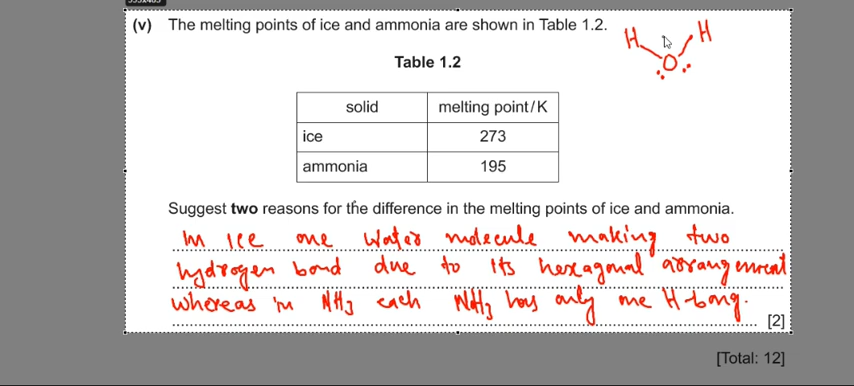 (v) The melting points of ice and ammonia are shown in Table 1.2.
H H
O
Table 1.2
solid melting point/K
ice 273
ammonia 195
Suggest two reasons for the difference in the melting points of ice and ammonia.
In ice one water molecule making two
hydrogen bond due to its hexagonal arrangement
whereas in NH3 each NH3 has only one H-bong.
[2]
[Total: 12]